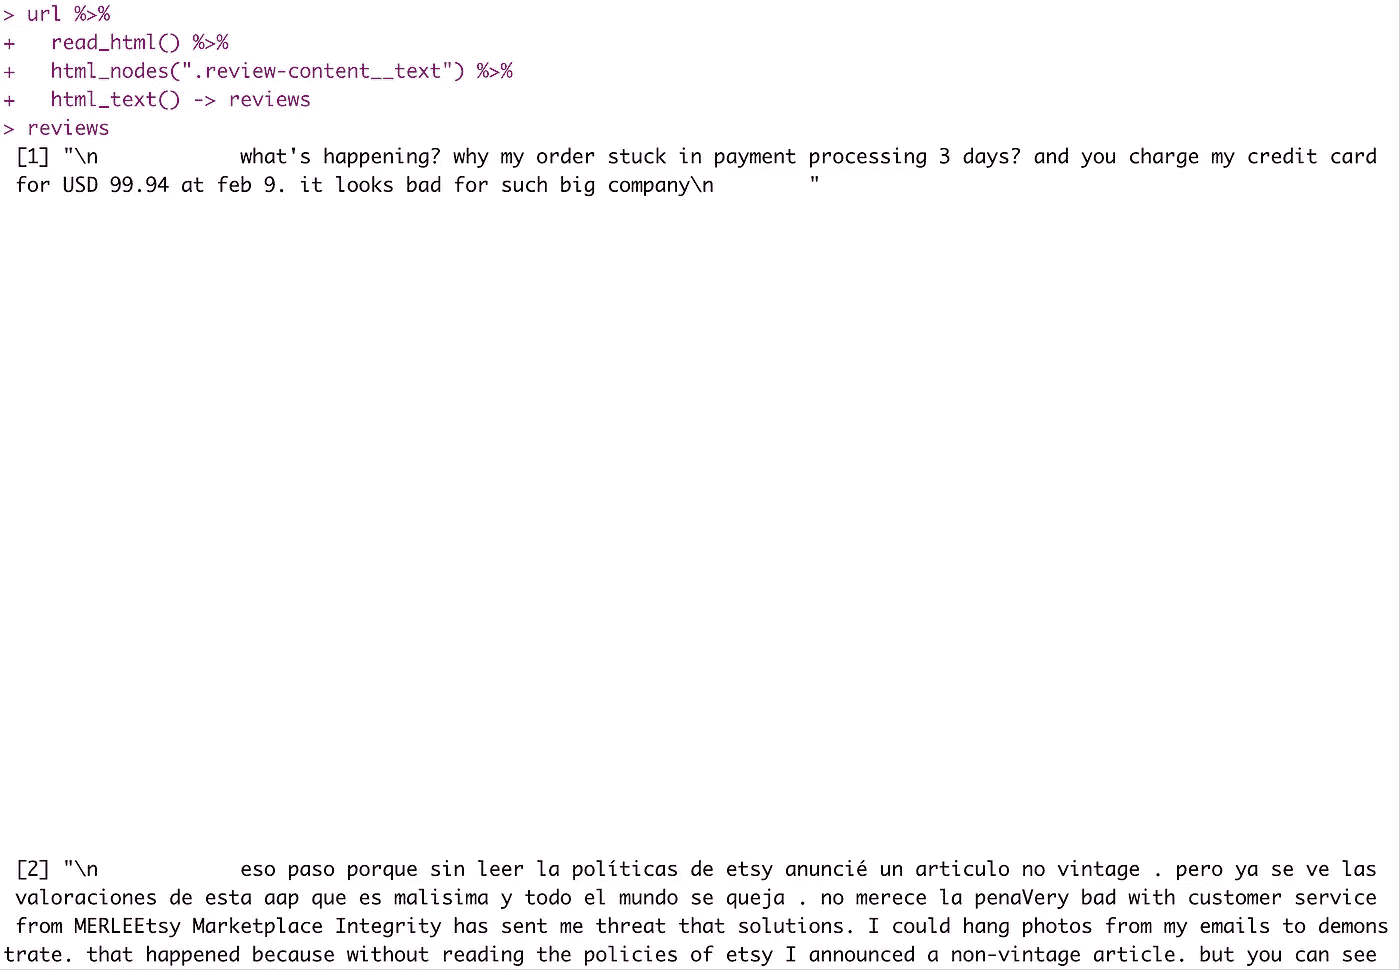 > url %>%
+   read_html() %>%
+   html_nodes(".review-content__text") %>%
+   html_text() -> reviews
> reviews
 [1] "\n            what's happening? why my order stuck in payment processing 3 days? and you charge my credit card
 for USD 99.94 at feb 9. it looks bad for such big company\n        "
 [2] "\n            eso paso porque sin leer la políticas de etsy anuncié un articulo no vintage . pero ya se ve las
 valoraciones de esta aap que es malisima y todo el mundo se queja . no merece la penaVery bad with customer service
 from MERLEEtsy Marketplace Integrity has sent me threat that solutions. I could hang photos from my emails to demons
trate. that happened because without reading the policies of etsy I announced a non-vintage article. but you can see